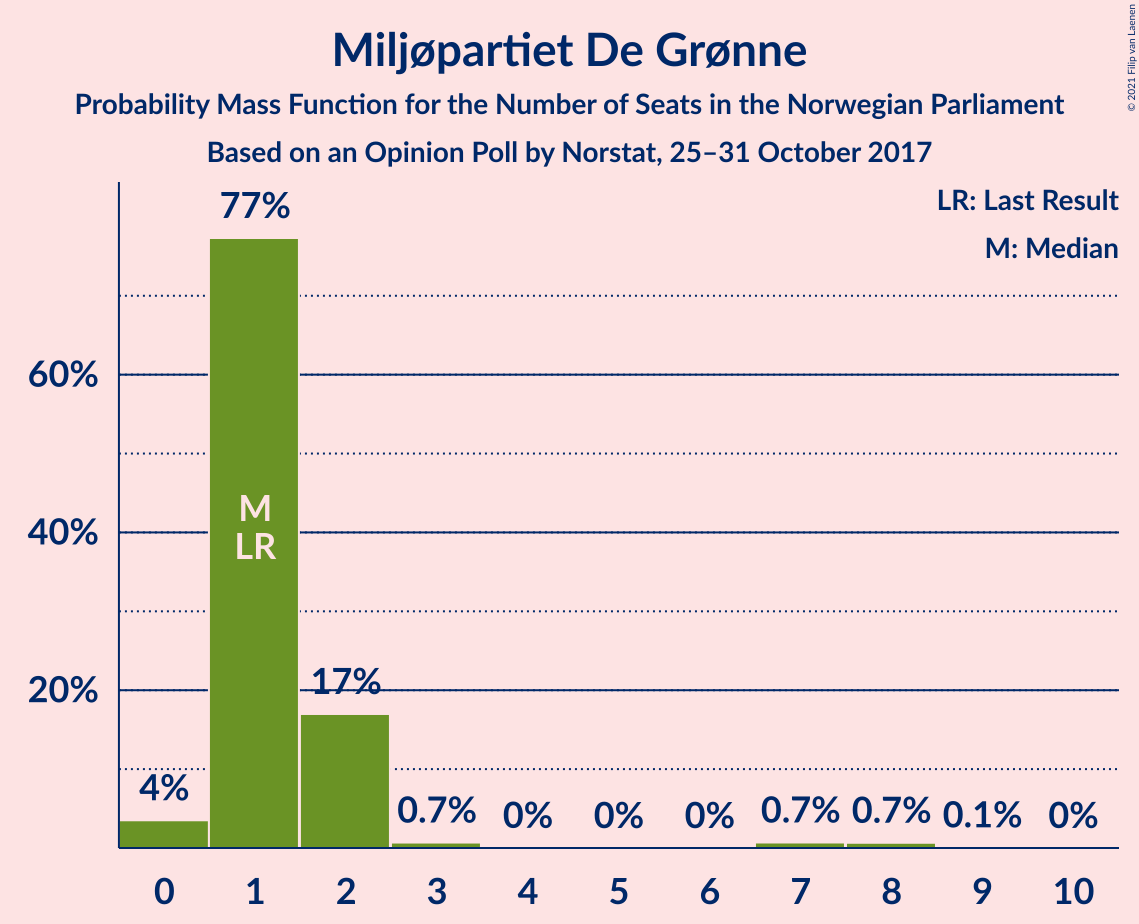 Miljøpartiet De Grønne
Probability Mass Function for the Number of Seats in the Norwegian Parliament
Based on an Opinion Poll by Norstat, 25–31 October 2017
© 2021 Filip van Laenen
LR: Last Result
M: Median
60%
40%
20%
4%
77%
M
LR
17%
0.7%
0%
0%
0%
0.7%
0.7%
0.1%
0%
0 1 2 3 4 5 6 7 8 9 10